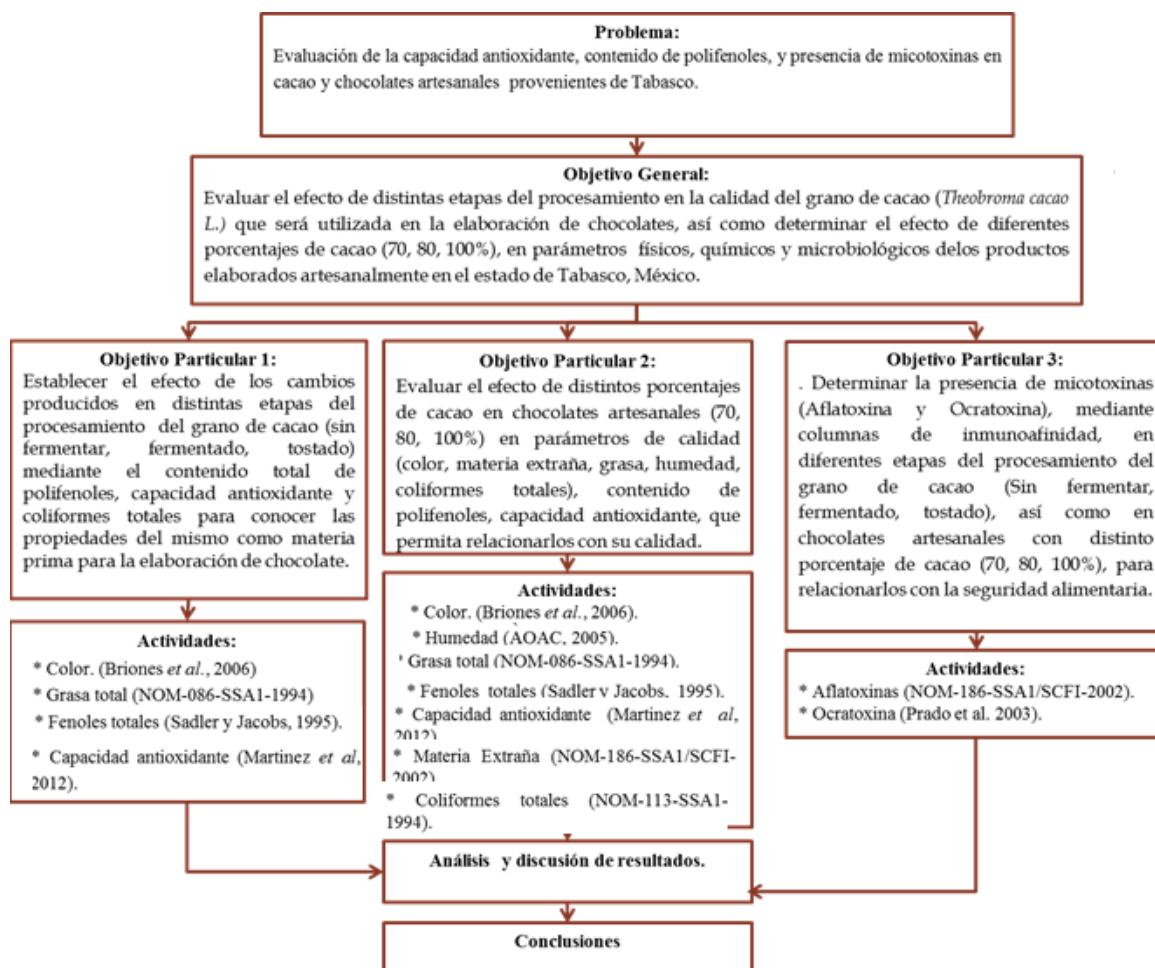 Problema:
Evaluación de la capacidad antioxidante, contenido de polifenoles, y presencia de micotoxinas en
cacao y chocolates artesanales provenientes de Tabasco.
Objetivo General:
Evaluar el efecto de distintas etapas del procesamiento en la calidad del grano de cacao (Theobroma cacao
L.) que será utilizada en la elaboración de chocolates, así como determinar el efecto de diferentes
porcentajes de cacao (70, 80, 100%), en parámetros físicos, químicos y microbiológicos delos productos
elaborados artesanalmente en el estado de Tabasco, México.
Objetivo Particular 1:
Establecer el efecto de los cambios
producidos en distintas etapas del
procesamiento del grano de cacao (sin
fermentar, fermentado, tostado)
mediante el contenido total de
polifenoles, capacidad antioxidante y
coliformes totales para conocer las
propiedades del mismo como materia
prima para la elaboración de chocolate.
Actividades:
* Color. (Briones et al., 2006)
* Grasa total (NOM-086-SSA1-1994)
* Fenoles totales (Sadler y Jacobs, 1995).
* Capacidad antioxidante (Martinez et al,
2012).
Objetivo Particular 2:
Evaluar el efecto de distintos porcentajes
de cacao en chocolates artesanales (70,
80, 100%) en parámetros de calidad
(color, materia extraña, grasa, humedad,
coliformes totales), contenido de
polifenoles, capacidad antioxidante, que
permita relacionarlos con su calidad.
Actividades:
* Color. (Briones et al., 2006).
* Humedad (AOAC, 2005).
' Grasa total (NOM-086-SSA1-1994).
* Fenoles totales (Sadler y Jacobs, 1995).
* Capacidad antioxidante (Martinez et al,
2012)
* Materia Extraña (NOM-186-SSA1/SCFI-
2002)
* Coliformes totales (NOM-113-SSA1-
1994).
Objetivo Particular 3:
. Determinar la presencia de micotoxinas
(Aflatoxina y Ocratoxina), mediante
columnas de inmunoafinidad, en
diferentes etapas del procesamiento del
grano de cacao (Sin fermentar,
fermentado, tostado), así como en
chocolates artesanales con distinto
porcentaje de cacao (70, 80, 100%), para
relacionarlos con la seguridad alimentaria.
Actividades:
* Aflatoxinas (NOM-186-SSA1/SCFI-2002).
* Ocratoxina (Prado et al. 2003).
Análisis y discusión de resultados.
Conclusiones